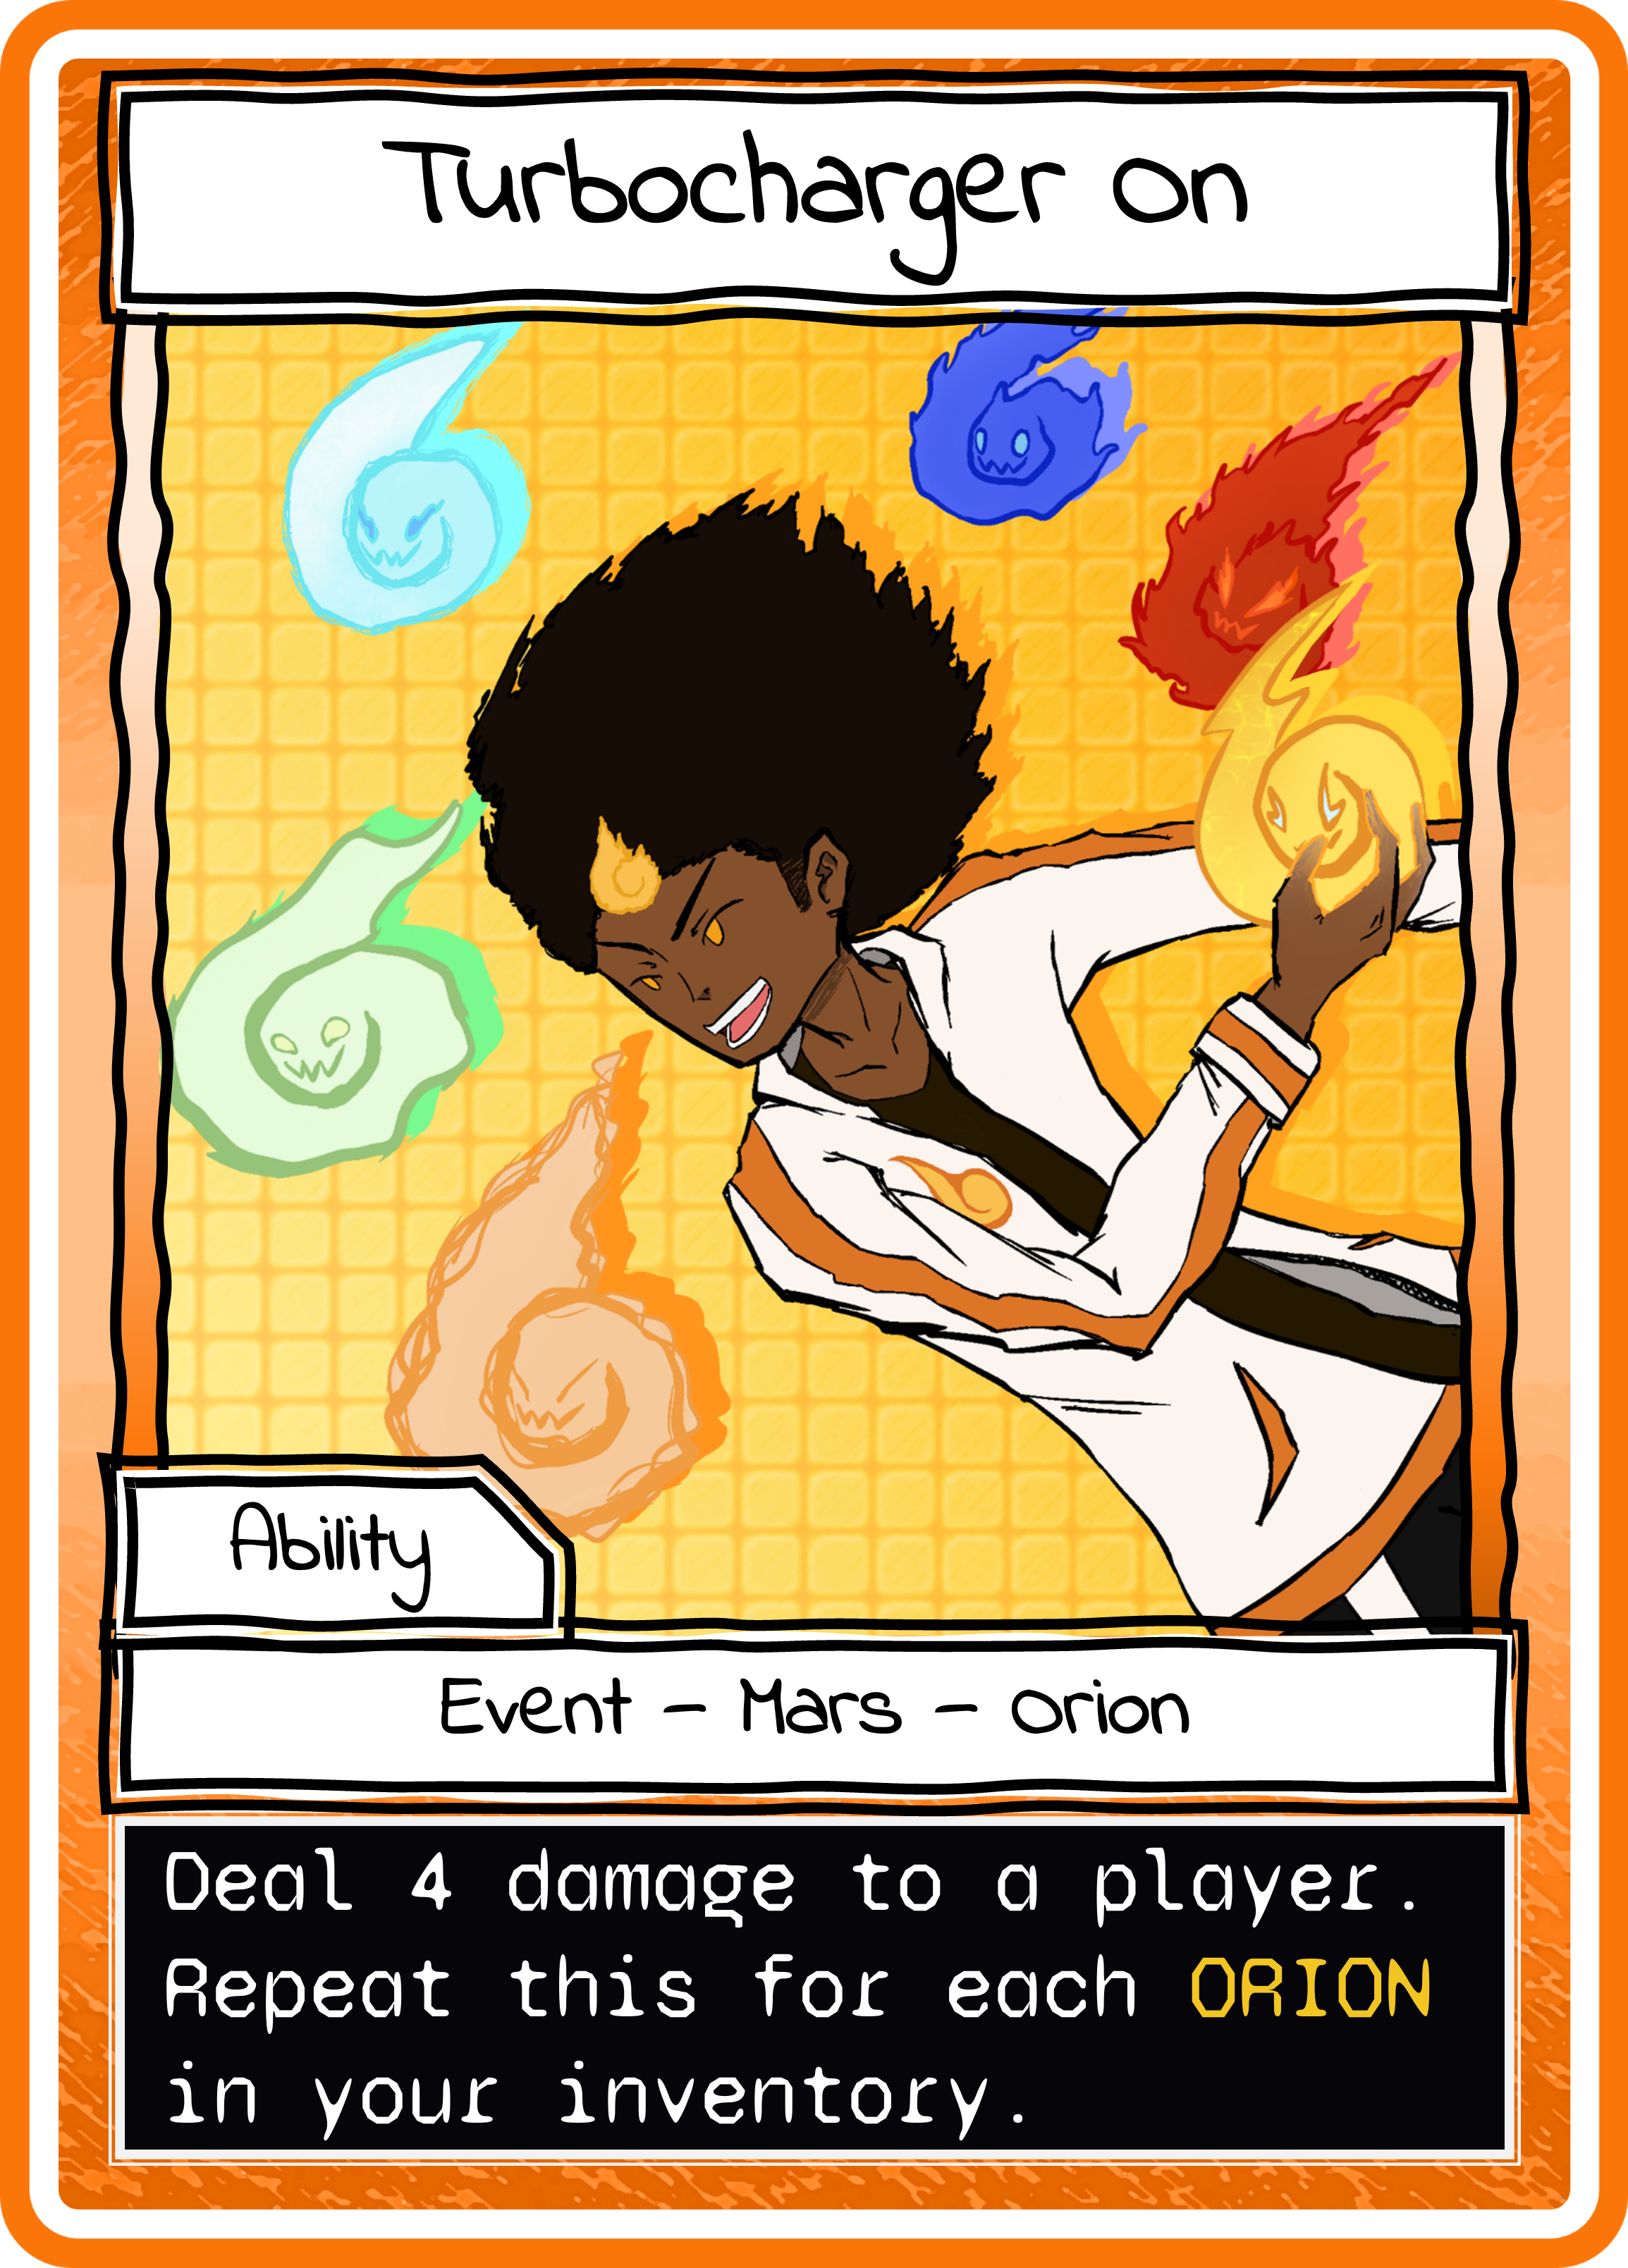 Turbocharger On
Ability
Event - Mars - Orion
Deal 4 damage to a player.
Repeat this for each ORION
in your inventory.